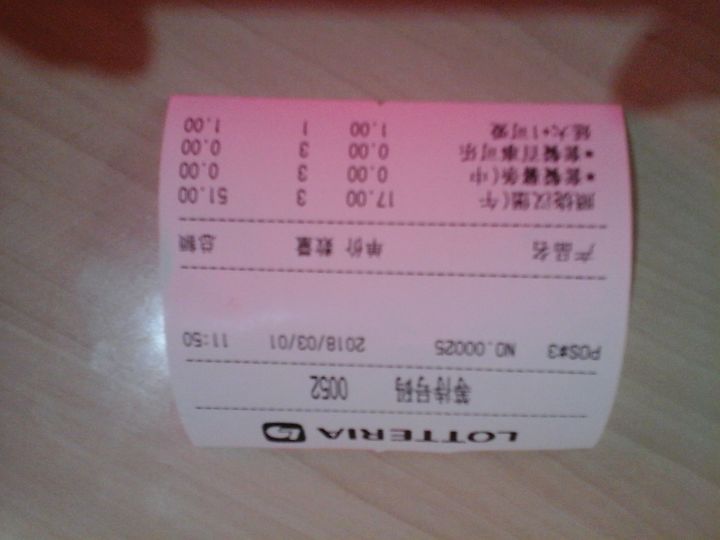 LOTTERIA
等待号码 0052
POS#3 NO.00025 2018/03/01 11:50
产品名 单价 数量 总额
照烧汉堡(午 17.00 3 51.00
*套餐薯条(中 0.00 3 0.00
*套餐百事可乐 0.00 3 0.00
1.00 1 1.00